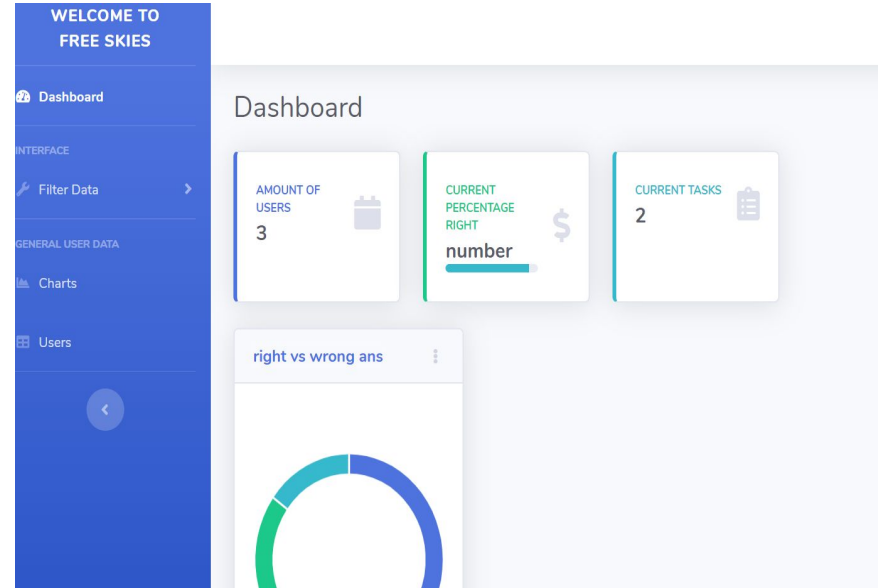 WELCOME TO
FREE SKIES
Dashboard
INTERFACE
Filter Data
GENERAL USER DATA
Charts
Users
Dashboard
AMOUNT OF
USERS
3
CURRENT
PERCENTAGE
RIGHT
number
CURRENT TASKS
2
right vs wrong ans